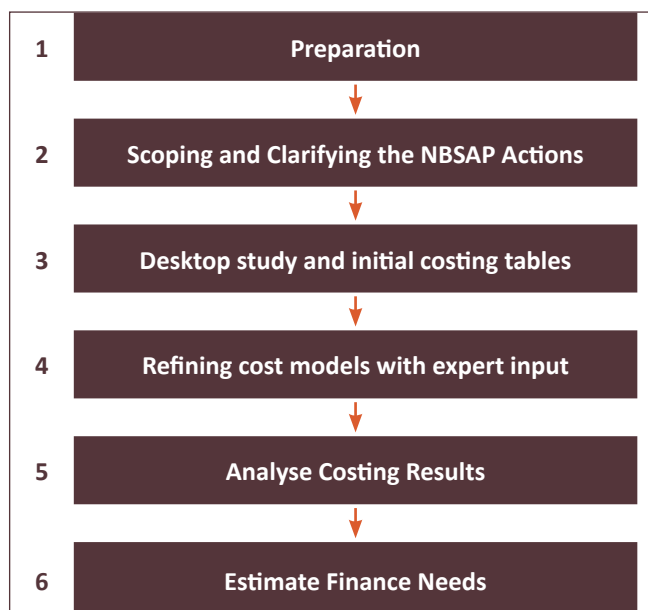 1 Preparation
2 Scoping and Clarifying the NBSAP Actions
3 Desktop study and initial costing tables
4 Refining cost models with expert input
5 Analyse Costing Results
6 Estimate Finance Needs